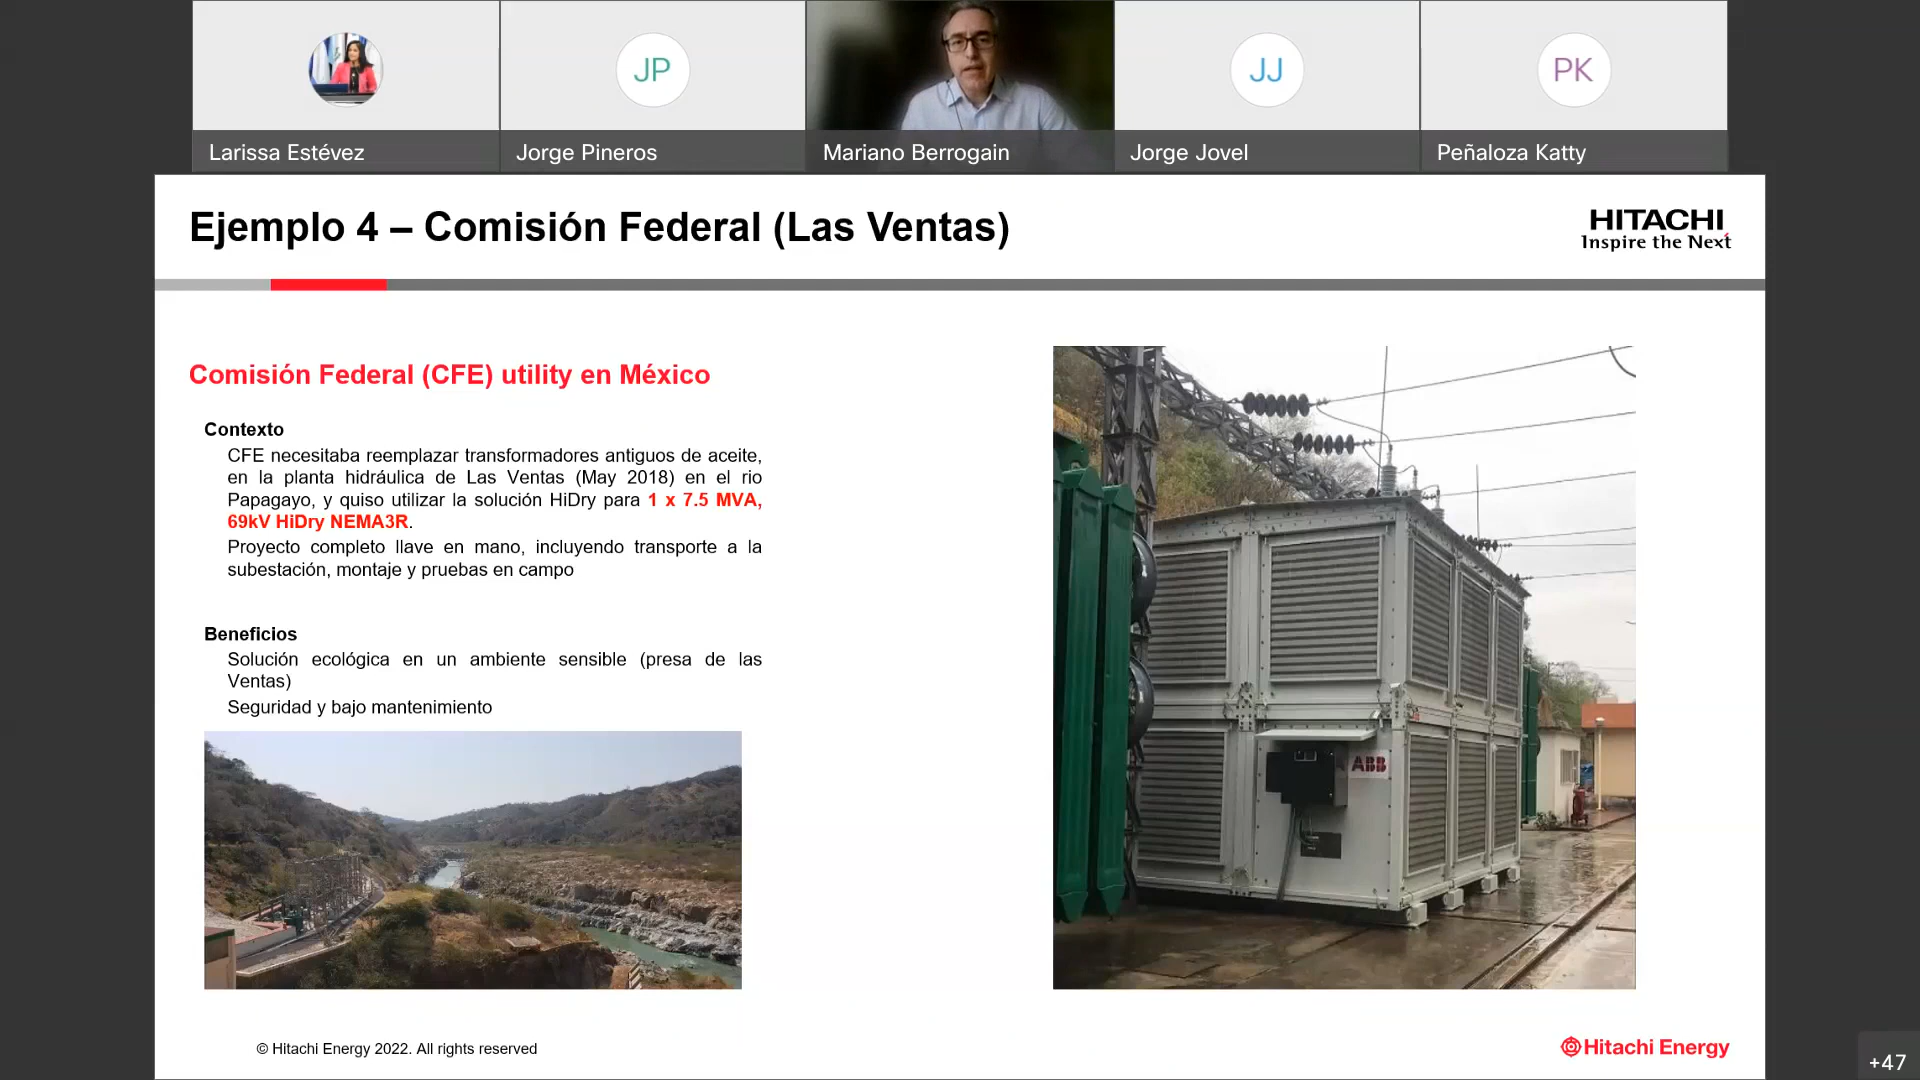 JP
JJ
PK
Larissa Estévez
Jorge Pineros
Mariano Berrogain
Jorge Jovel
Peñaloza Katty
Ejemplo 4 – Comisión Federal (Las Ventas)
HITACHI
Inspire the Next
Comisión Federal (CFE) utility en México
Contexto
CFE necesitaba reemplazar transformadores antiguos de aceite,
en la planta hidráulica de Las Ventas (May 2018) en el rio
Papagayo, y quiso utilizar la solución HiDry para 1 x 7.5 MVA,
69kV HiDry NEMA3R.
Proyecto completo llave en mano, incluyendo transporte a la
subestación, montaje y pruebas en campo
Beneficios
Solución ecológica en un ambiente sensible (presa de las
Ventas)
Seguridad y bajo mantenimiento
ABB
© Hitachi Energy 2022. All rights reserved
Hitachi Energy
+47